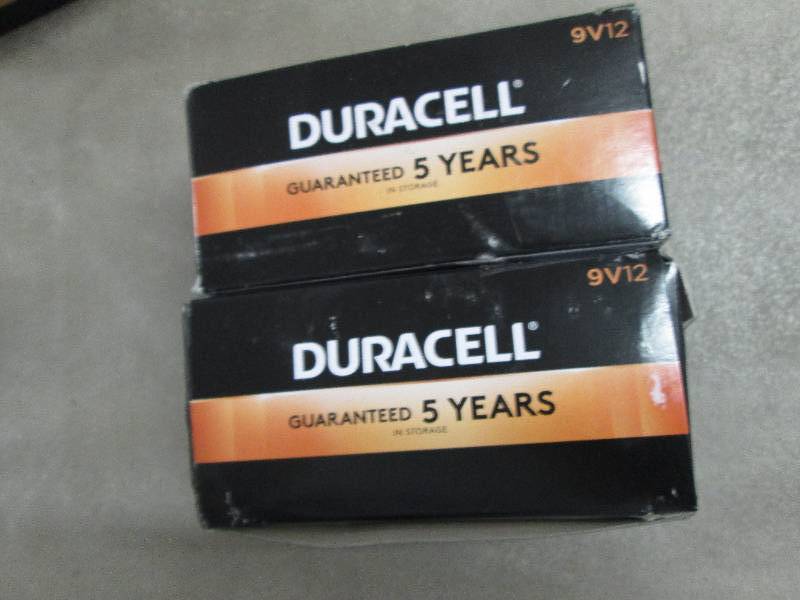 9V12
DURACELL®
GUARANTEED 5 YEARS
IN STORAGE
9V12
DURACELL®
GUARANTEED 5 YEARS
IN STORAGE